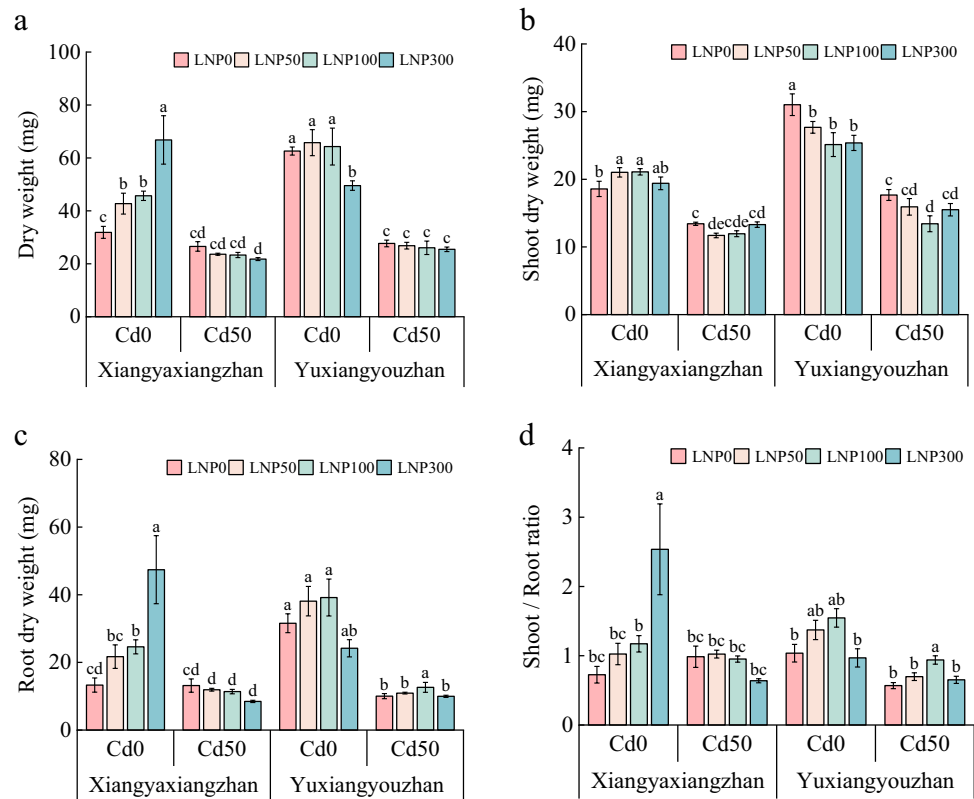 a
LNP0 LNP50 LNP100 LNP300
Dry weight (mg)
100
80
60
40
20
0
c b b a cd cd cd d a a a b c c c c
Cd0 Cd50 Cd0 Cd50
Xiangyaxiangzhan Yuxiangyouzhan
b
LNP0 LNP50 LNP100 LNP300
Shoot dry weight (mg)
40
30
20
10
0
b a a ab c de cde cd a b b b c cd d cd
Cd0 Cd50 Cd0 Cd50
Xiangyaxiangzhan Yuxiangyouzhan
c
LNP0 LNP50 LNP100 LNP300
Root dry weight (mg)
80
60
40
20
0
cd bc b a cd d d d a a a ab b b a b
Cd0 Cd50 Cd0 Cd50
Xiangyaxiangzhan Yuxiangyouzhan
d
LNP0 LNP50 LNP100 LNP300
Shoot / Root ratio
4
3
2
1
0
bc bc b a bc bc bc bc b ab ab b b b a b
Cd0 Cd50 Cd0 Cd50
Xiangyaxiangzhan Yuxiangyouzhan